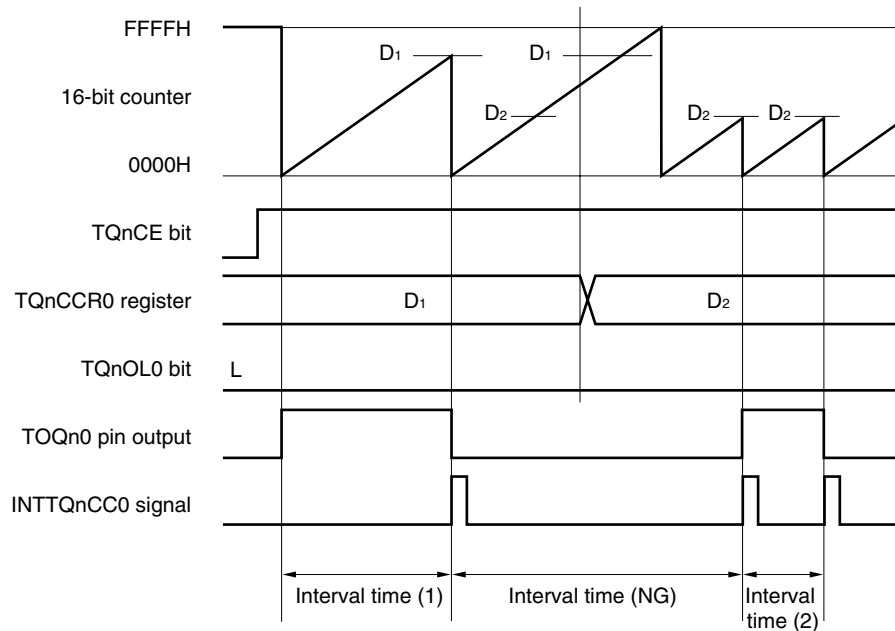 FFFFH
D1
D1
16-bit counter
D2
D2
D2
0000H
TQnCE bit
TQnCCR0 register
D1
D2
TQnOL0 bit
L
TOQn0 pin output
INTTQnCC0 signal
Interval time (1)
Interval time (NG)
Interval
time (2)